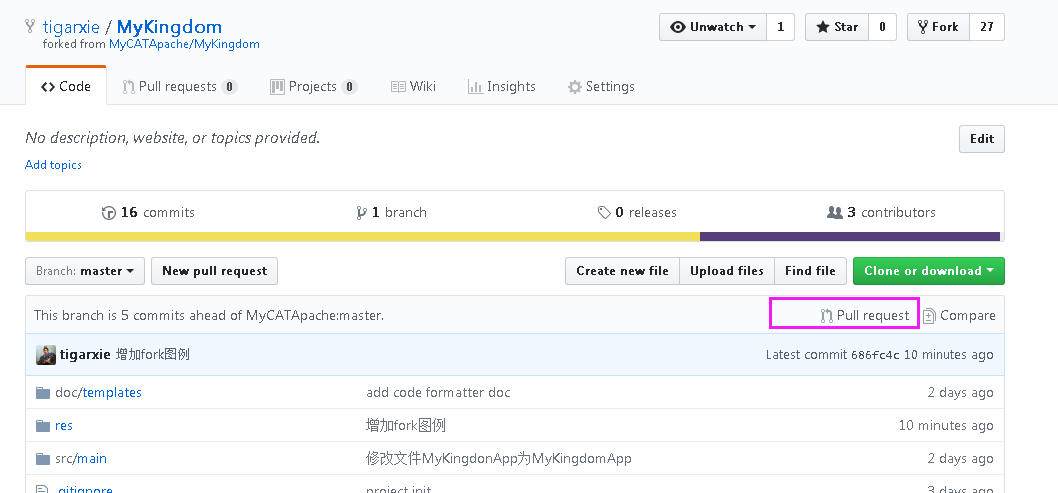 tigarxie / MyKingdom
forked from MyCATApache/MyKingdom
Unwatch 1 Star 0 Fork 27
Code Pull requests 0 Projects 0 Wiki Insights Settings
No description, website, or topics provided.
Edit
Add topics
16 commits 1 branch 0 releases 3 contributors
Branch: master New pull request Create new file Upload files Find file Clone or download
This branch is 5 commits ahead of MyCATApache:master. Pull request Compare
tigarxie 增加fork图例 Latest commit 686fc4c 10 minutes ago
doc/templates add code formatter doc 2 days ago
res 增加fork图例 10 minutes ago
src/main 修改文件MyKingdonApp为MyKingdomApp 2 days ago
.gitignore project init 3 days ago